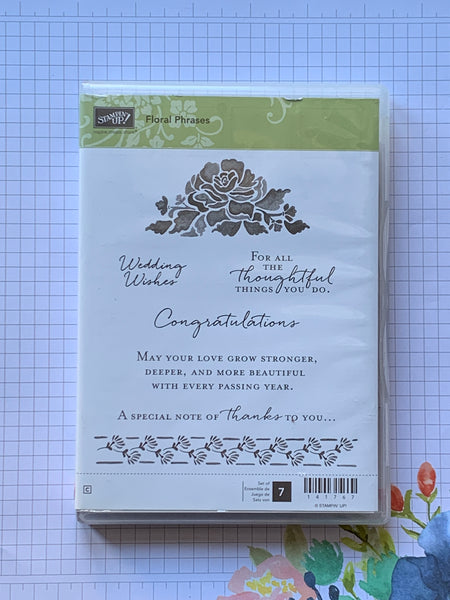 STAMPIN' UP!
Floral Phrases
Wedding
Wishes
FOR ALL
THE
Thoughtful
THINGS YOU DO.
Congratulations
MAY YOUR LOVE GROW STRONGER,
DEEPER, AND MORE BEAUTIFUL
WITH EVERY PASSING YEAR.
A SPECIAL NOTE OF Thanks TO YOU...
C
Set of
Ensemble de
Juego de
Satz von
7
141767
© STAMPIN' UP!